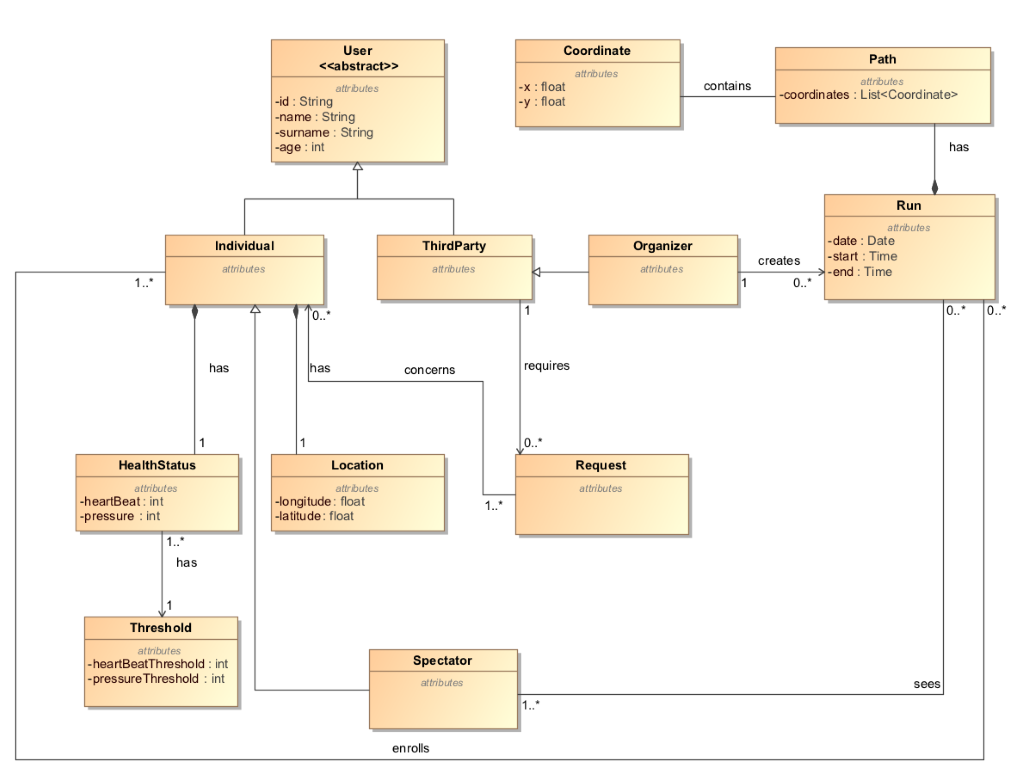 User
<<abstract>>
attributes
-id : String
-name : String
-surname : String
-age : int
Coordinate
attributes
-x : float
-y : float
contains
Path
attributes
-coordinates : List<Coordinate>
has
Run
attributes
-date : Date
-start : Time
-end : Time
Individual
attributes
ThirdParty
attributes
Organizer
attributes
creates
1
0..*
1..*
0..*
1
0..*
0..*
has
has
concerns
requires
1
1
0..*
HealthStatus
attributes
-heartBeat : int
-pressure : int
Location
attributes
-longitude : float
-latitude : float
Request
attributes
1..*
1..*
has
1
Threshold
attributes
-heartBeatThreshold : int
-pressureThreshold : int
Spectator
attributes
sees
1..*
enrolls